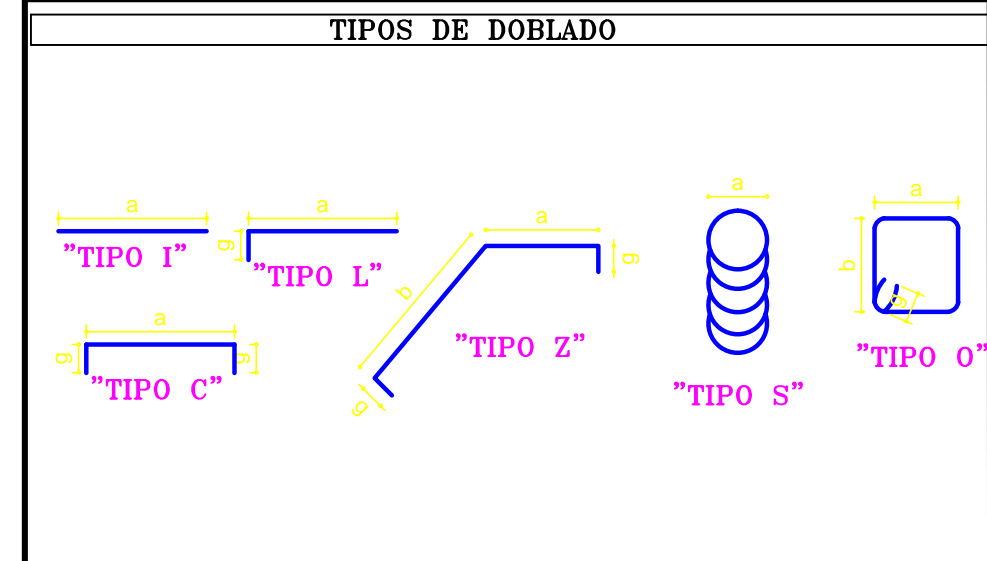 TIPOS DE DOBLADO
a
"TIPO I"
a
g
"TIPO L"
a
g
g
"TIPO C"
a
b
g
g
"TIPO Z"
a
"TIPO S"
a
b
g
"TIPO O"